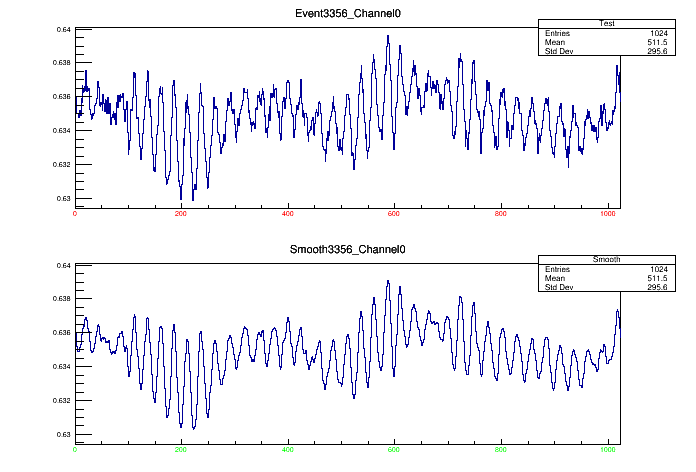 Event3356_Channel0
Test
Entries 1024
Mean 511.5
Std Dev 295.6
0.64
0.638
0.636
0.634
0.632
0.63
0 200 400 600 800 1000
Smooth3356_Channel0
Smooth
Entries 1024
Mean 511.5
Std Dev 295.6
0.64
0.638
0.636
0.634
0.632
0.63
0 200 400 600 800 1000